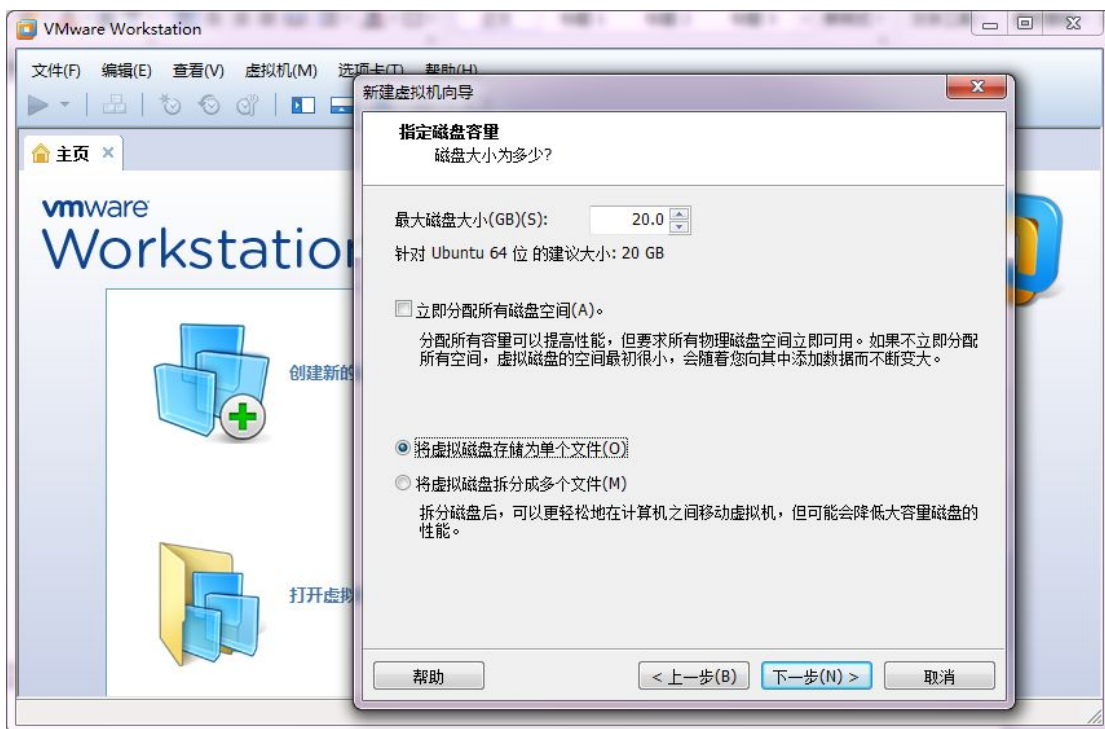 VMware Workstation
文件(F) 编辑(E) 查看(V) 虚拟机(M) 选项卡(T) 帮助(H)
主页
vmware
Workstation
创建新的
打开虚拟
新建虚拟机向导
指定磁盘容量
磁盘大小为多少?
最大磁盘大小(GB)(S): 20.0
针对 Ubuntu 64 位 的建议大小: 20 GB
立即分配所有磁盘空间(A)。
分配所有容量可以提高性能，但要求所有物理磁盘空间立即可用。如果不立即分配
所有空间，虚拟磁盘的空间最初很小，会随着您向其中添加数据而不断变大。
将虚拟磁盘存储为单个文件(O)
将虚拟磁盘拆分成多个文件(M)
拆分磁盘后，可以更轻松地在计算机之间移动虚拟机，但可能会降低大容量磁盘的
性能。
帮助 < 上一步(B) 下一步(N) > 取消